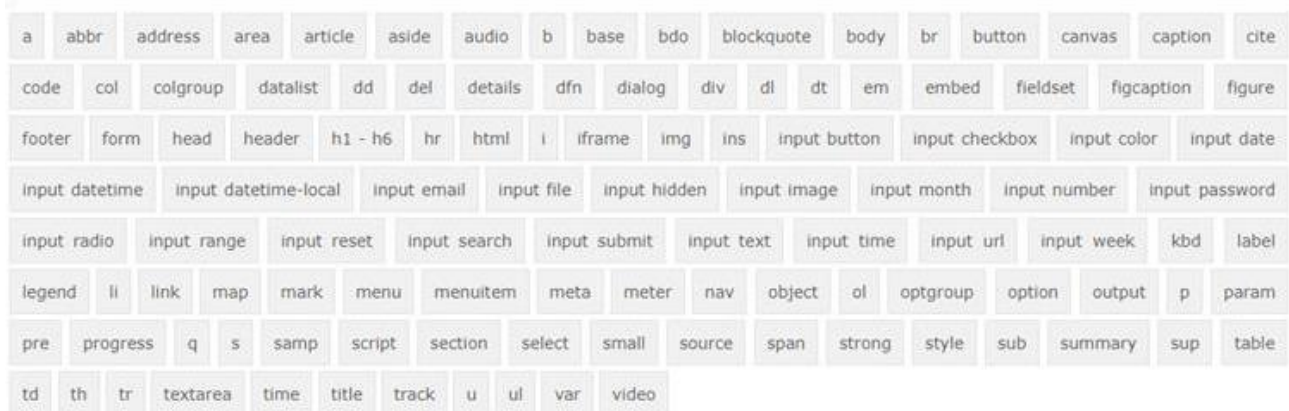 a abbr address area article aside audio b base bdo blockquote body br button canvas caption cite
code col colgroup datalist dd del details dfn dialog div dl dt em embed fieldset figcaption figure
footer form head header h1 - h6 hr html i iframe img ins input button input checkbox input color input date
input datetime input datetime-local input email input file input hidden input image input month input number input password
input radio input range input reset input search input submit input text input time input url input week kbd label
legend li link map mark menu menuitem meta meter nav object ol optgroup option output p param
pre progress q s samp script section select small source span strong style sub summary sup table
td th tr textarea time title track u ul var video